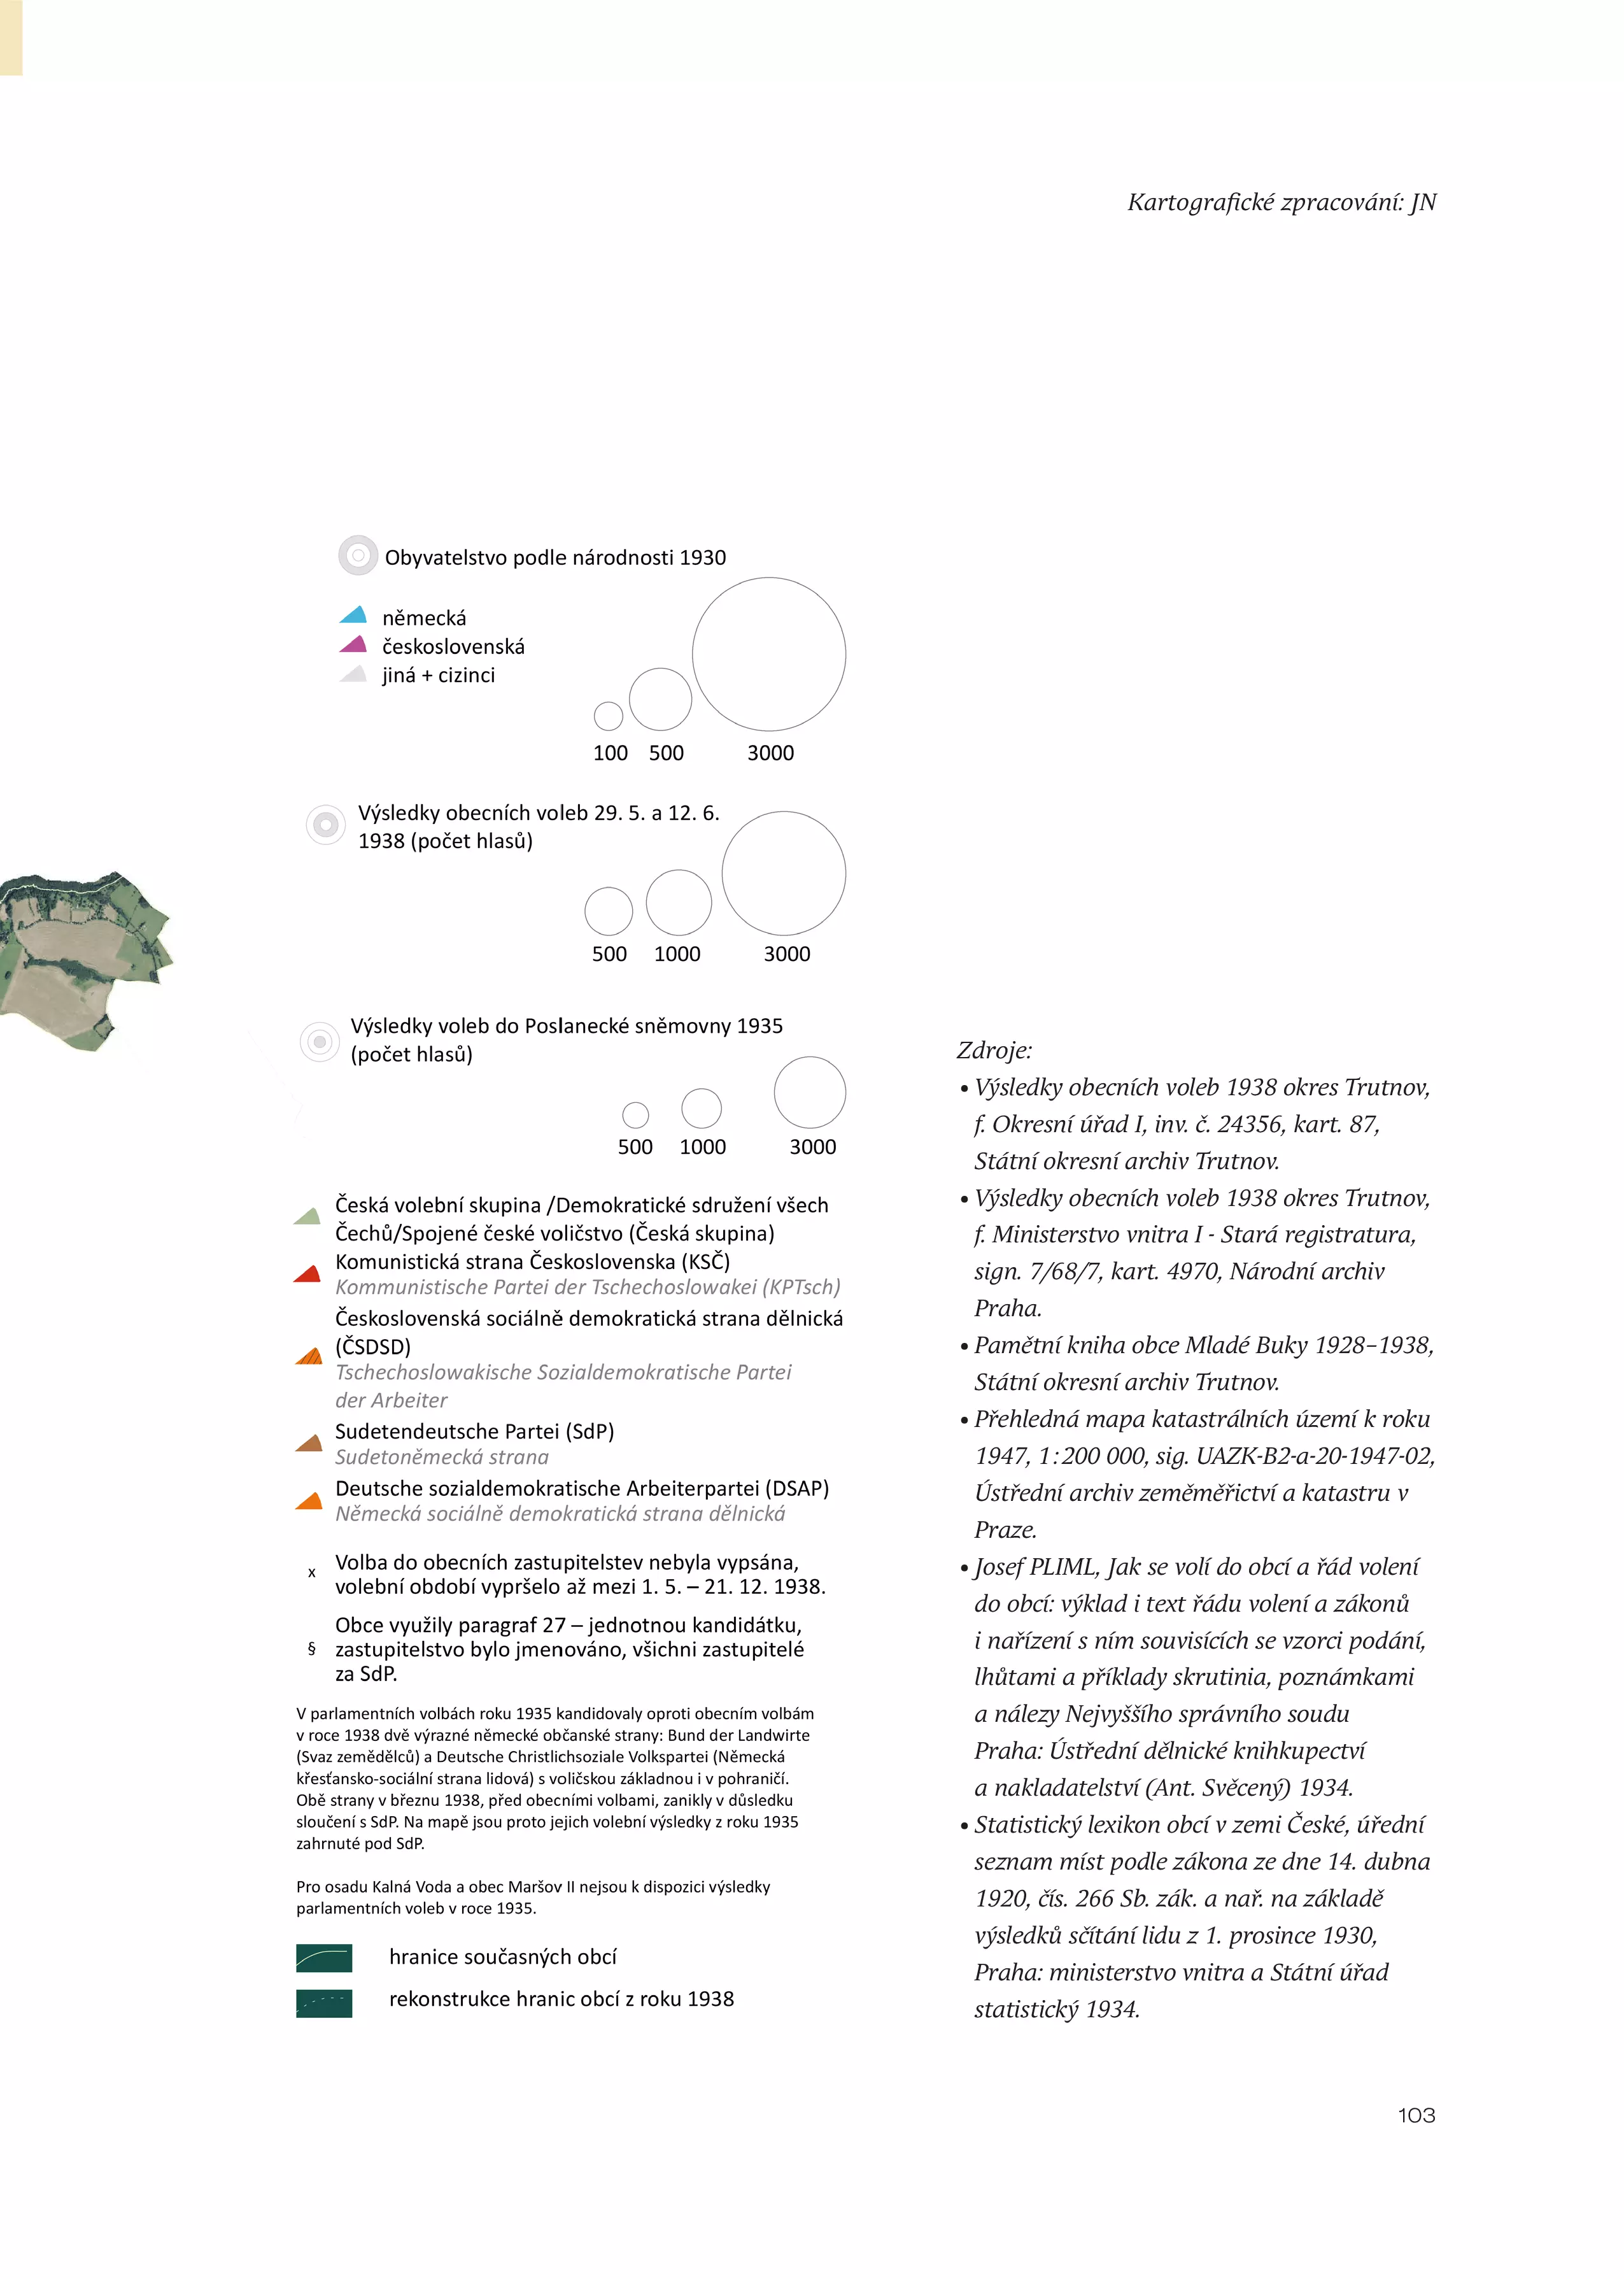 Kartografické zpracování: JN
Obyvatelstvo podle národnosti 1930
německá
československá
jiná + cizinci
100 500 3000
Výsledky obecních voleb 29. 5. a 12. 6.
1938 (počet hlasů)
500 1000 3000
Výsledky voleb do Poslanecké sněmovny 1935
(počet hlasů)
500 1000 3000
Česká volební skupina /Demokratické sdružení všech
Čechů/Spojené české voličstvo (Česká skupina)
Komunistická strana Československa (KSČ)
Kommunistische Partei der Tschechoslowakei (KPTsch)
Československá sociálně demokratická strana dělnická
(ČSDSD)
Tschechoslowakische Sozialdemokratische Partei
der Arbeiter
Sudetendeutsche Partei (SdP)
Sudetoněmecká strana
Deutsche sozialdemokratische Arbeiterpartei (DSAP)
Německá sociálně demokratická strana dělnická
x Volba do obecních zastupitelstev nebyla vypsána,
volební období vypršelo až mezi 1. 5. – 21. 12. 1938.
Obce využily paragraf 27 – jednotnou kandidátku,
§ zastupitelstvo bylo jmenováno, všichni zastupitelé
za SdP.
V parlamentních volbách roku 1935 kandidovaly oproti obecním volbám
v roce 1938 dvě výrazné německé občanské strany: Bund der Landwirte
(Svaz zemědělců) a Deutsche Christlichsoziale Volkspartei (Německá
křesťansko-sociální strana lidová) s voličskou základnou i v pohraničí.
Obě strany v březnu 1938, před obecními volbami, zanikly v důsledku
sloučení s SdP. Na mapě jsou proto jejich volební výsledky z roku 1935
zahrnuté pod SdP.
Pro osadu Kalná Voda a obec Maršov II nejsou k dispozici výsledky
parlamentních voleb v roce 1935.
hranice současných obcí
rekonstrukce hranic obcí z roku 1938
Zdroje:
• Výsledky obecních voleb 1938 okres Trutnov,
f. Okresní úřad I, inv. č. 24356, kart. 87,
Státní okresní archiv Trutnov.
• Výsledky obecních voleb 1938 okres Trutnov,
f. Ministerstvo vnitra I - Stará registratura,
sign. 7/68/7, kart. 4970, Národní archiv
Praha.
• Pamětní kniha obce Mladé Buky 1928–1938,
Státní okresní archiv Trutnov.
• Přehledná mapa katastrálních území k roku
1947, 1:200 000, sig. UAZK-B2-a-20-1947-02,
Ústřední archiv zeměměřictví a katastru v
Praze.
• Josef PLIML, Jak se volí do obcí a řád volení
do obcí: výklad i text řádu volení a zákonů
i nařízení s ním souvisících se vzorci podání,
lhůtami a příklady skrutinia, poznámkami
a nálezy Nejvyššího správního soudu
Praha: Ústřední dělnické knihkupectví
a nakladatelství (Ant. Svěcený) 1934.
• Statistický lexikon obcí v zemi České, úřední
seznam míst podle zákona ze dne 14. dubna
1920, čís. 266 Sb. zák. a nař. na základě
výsledků sčítání lidu z 1. prosince 1930,
Praha: ministerstvo vnitra a Státní úřad
statistický 1934.
103